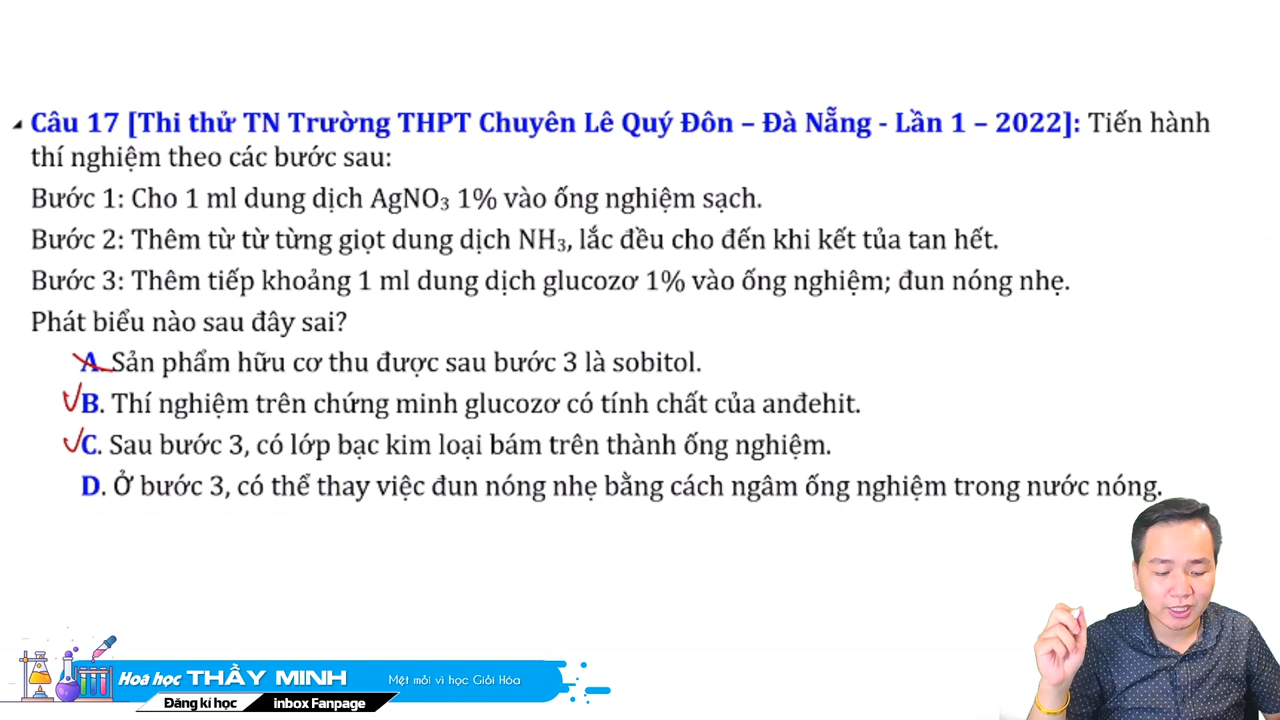 Câu 17 [Thi thử TN Trường THPT Chuyên Lê Quý Đôn – Đà Nẵng - Lần 1 – 2022]: Tiến hành
thí nghiệm theo các bước sau:
Bước 1: Cho 1 ml dung dịch AgNO₃ 1% vào ống nghiệm sạch.
Bước 2: Thêm từ từ từng giọt dung dịch NH₃, lắc đều cho đến khi kết tủa tan hết.
Bước 3: Thêm tiếp khoảng 1 ml dung dịch glucozơ 1% vào ống nghiệm; đun nóng nhẹ.
Phát biểu nào sau đây sai?
A. Sản phẩm hữu cơ thu được sau bước 3 là sobitol.
B. Thí nghiệm trên chứng minh glucozơ có tính chất của anđehit.
C. Sau bước 3, có lớp bạc kim loại bám trên thành ống nghiệm.
D. Ở bước 3, có thể thay việc đun nóng nhẹ bằng cách ngâm ống nghiệm trong nước nóng.
Hoá học THẦY MINH
Mệt mỏi vì học Giỏi Hóa
Đăng kí học
inbox Fanpage